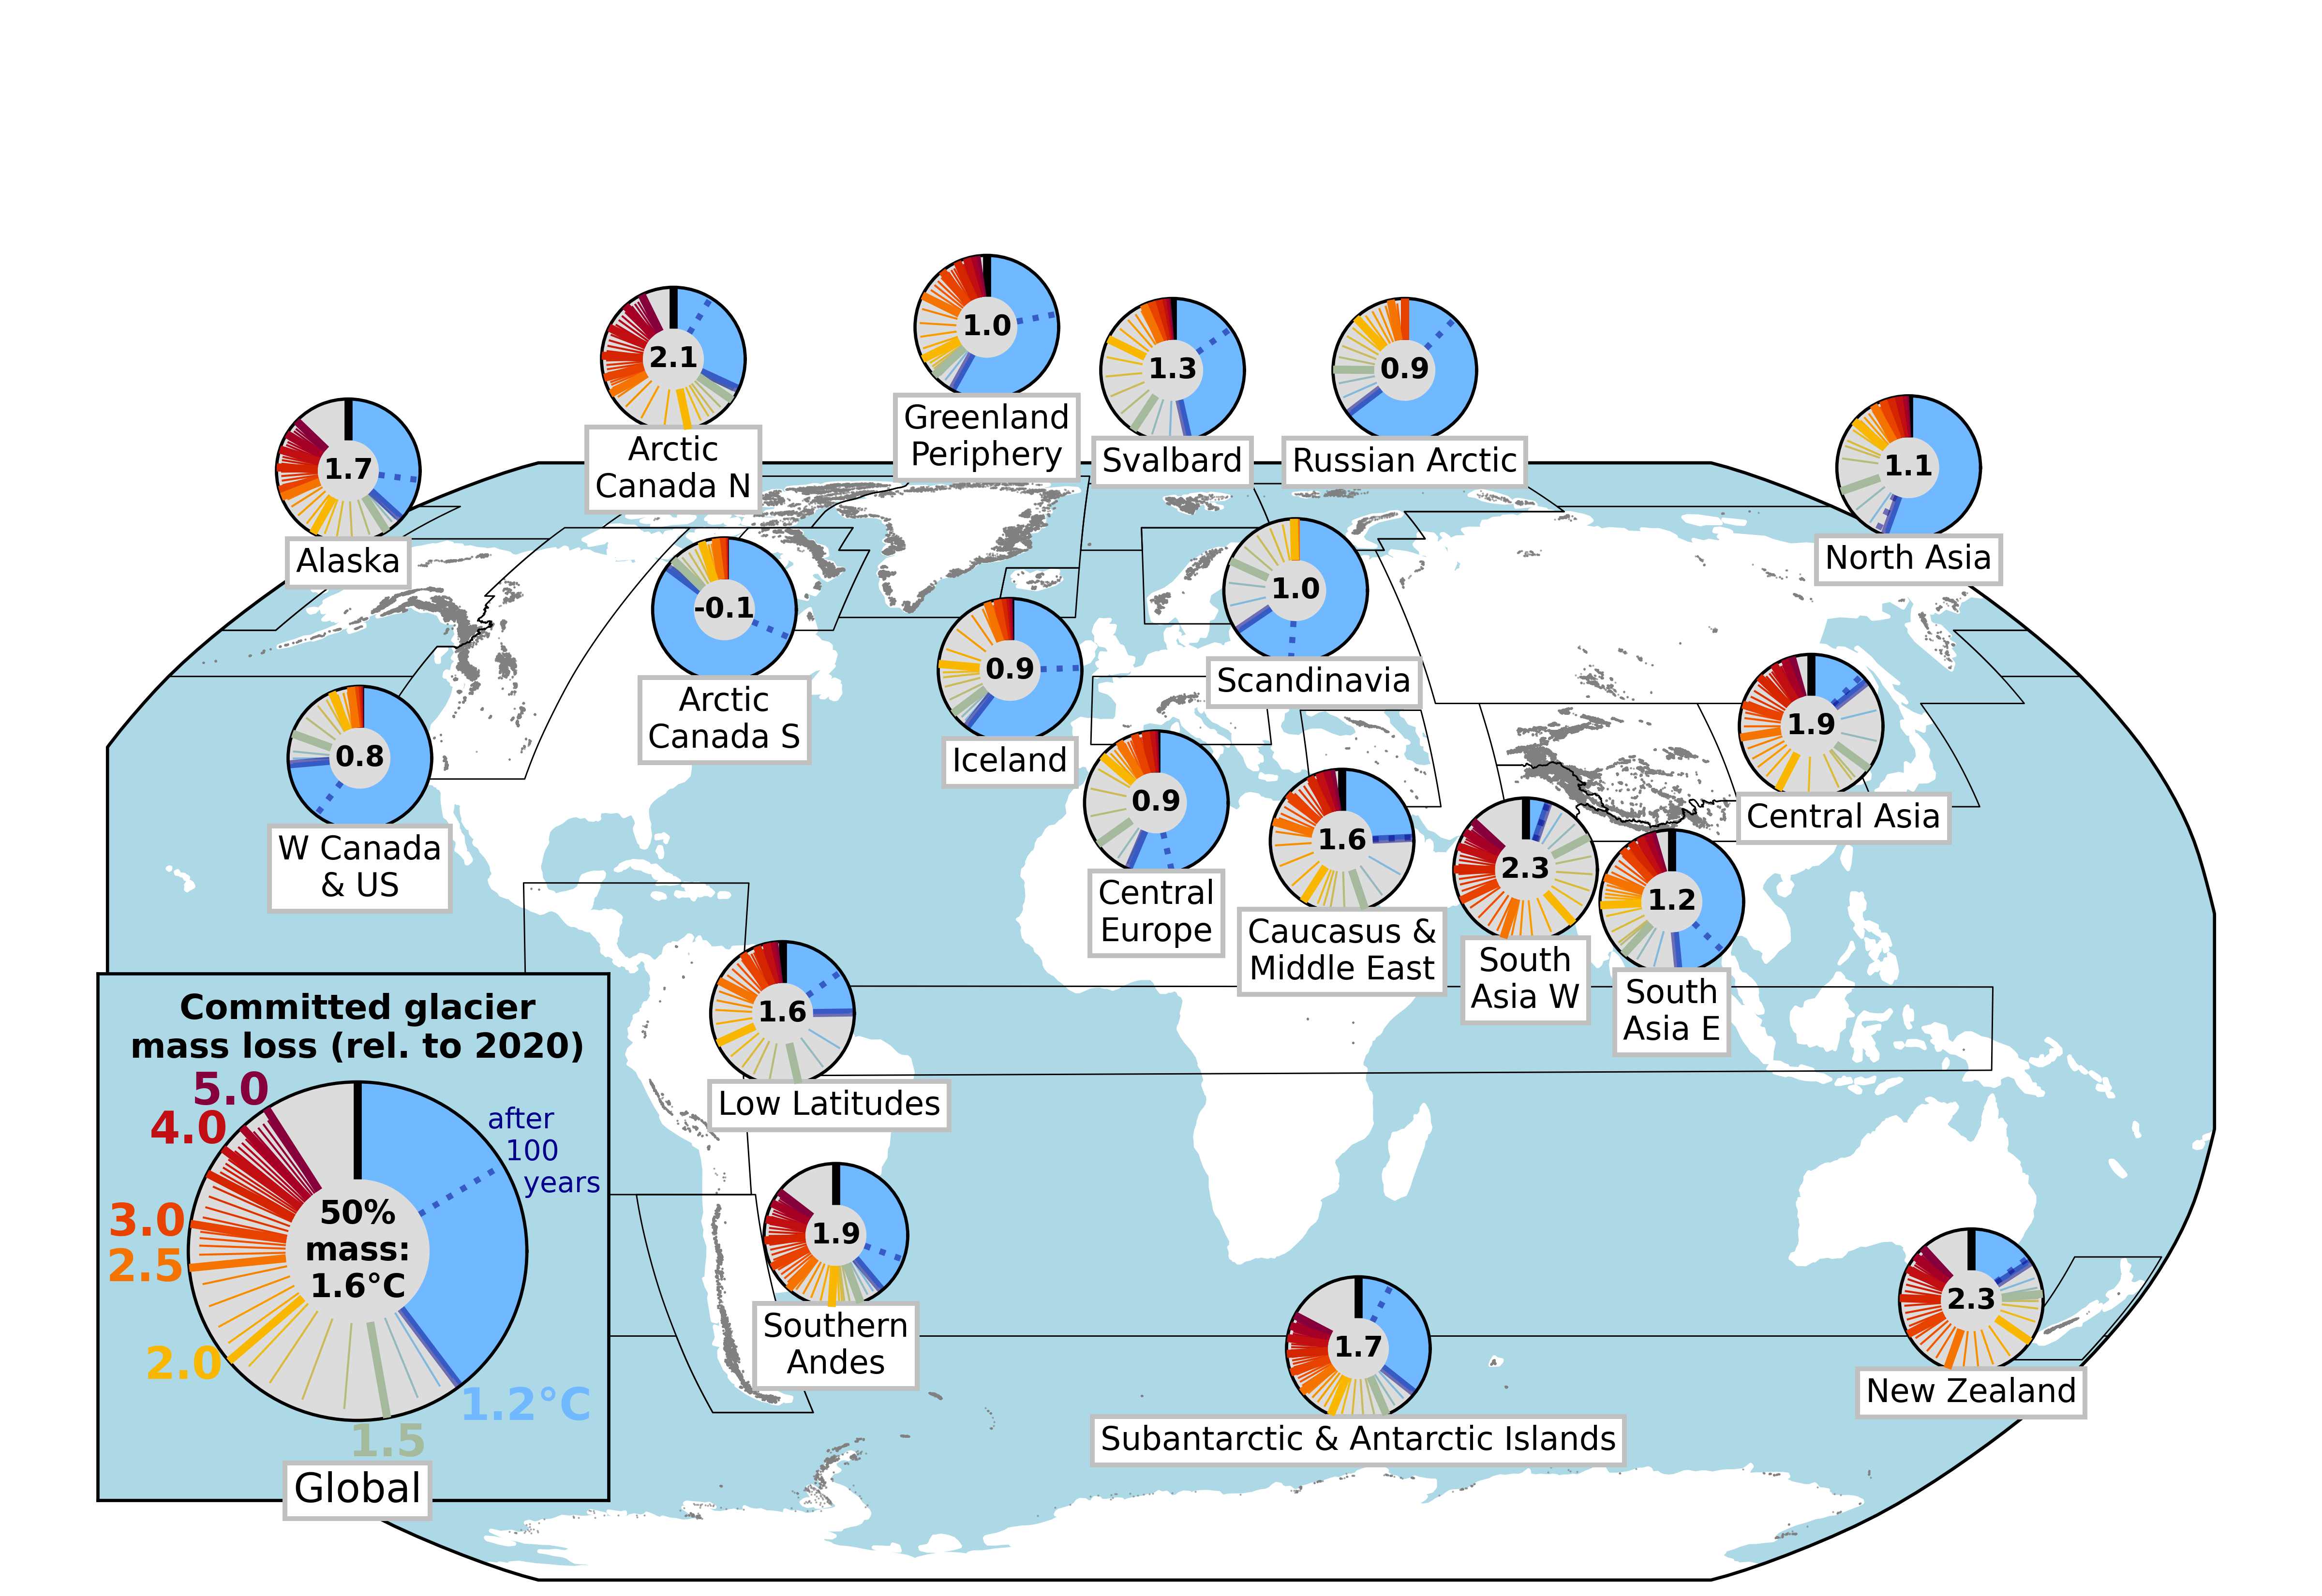 1.0
Greenland
Periphery
2.1
Arctic
Canada N
1.3
Svalbard
0.9
Russian Arctic
1.7
Alaska
1.1
North Asia
-0.1
Arctic
Canada S
1.0
Scandinavia
0.9
Iceland
0.8
W Canada
& US
1.9
Central Asia
0.9
Central
Europe
1.6
Caucasus &
Middle East
2.3
South
Asia W
1.2
South
Asia E
1.6
Low Latitudes
Committed glacier
mass loss (rel. to 2020)
5.0
4.0
3.0
2.5
2.0
after
100
years
50%
mass:
1.6°C
1.2°C
1.5
Global
1.9
Southern
Andes
1.7
Subantarctic & Antarctic Islands
2.3
New Zealand